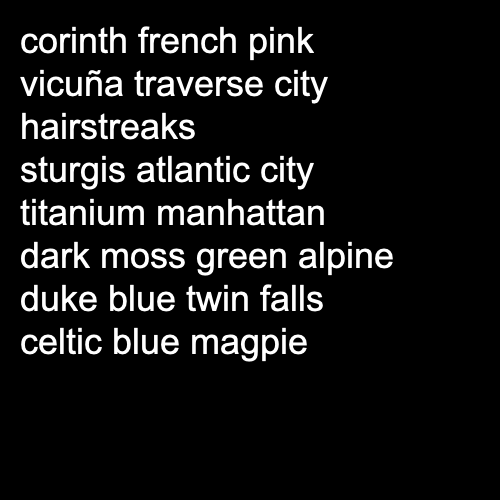 corinth french pink
vicuña traverse city
hairstreaks
sturgis atlantic city
titanium manhattan
dark moss green alpine
duke blue twin falls
celtic blue magpie